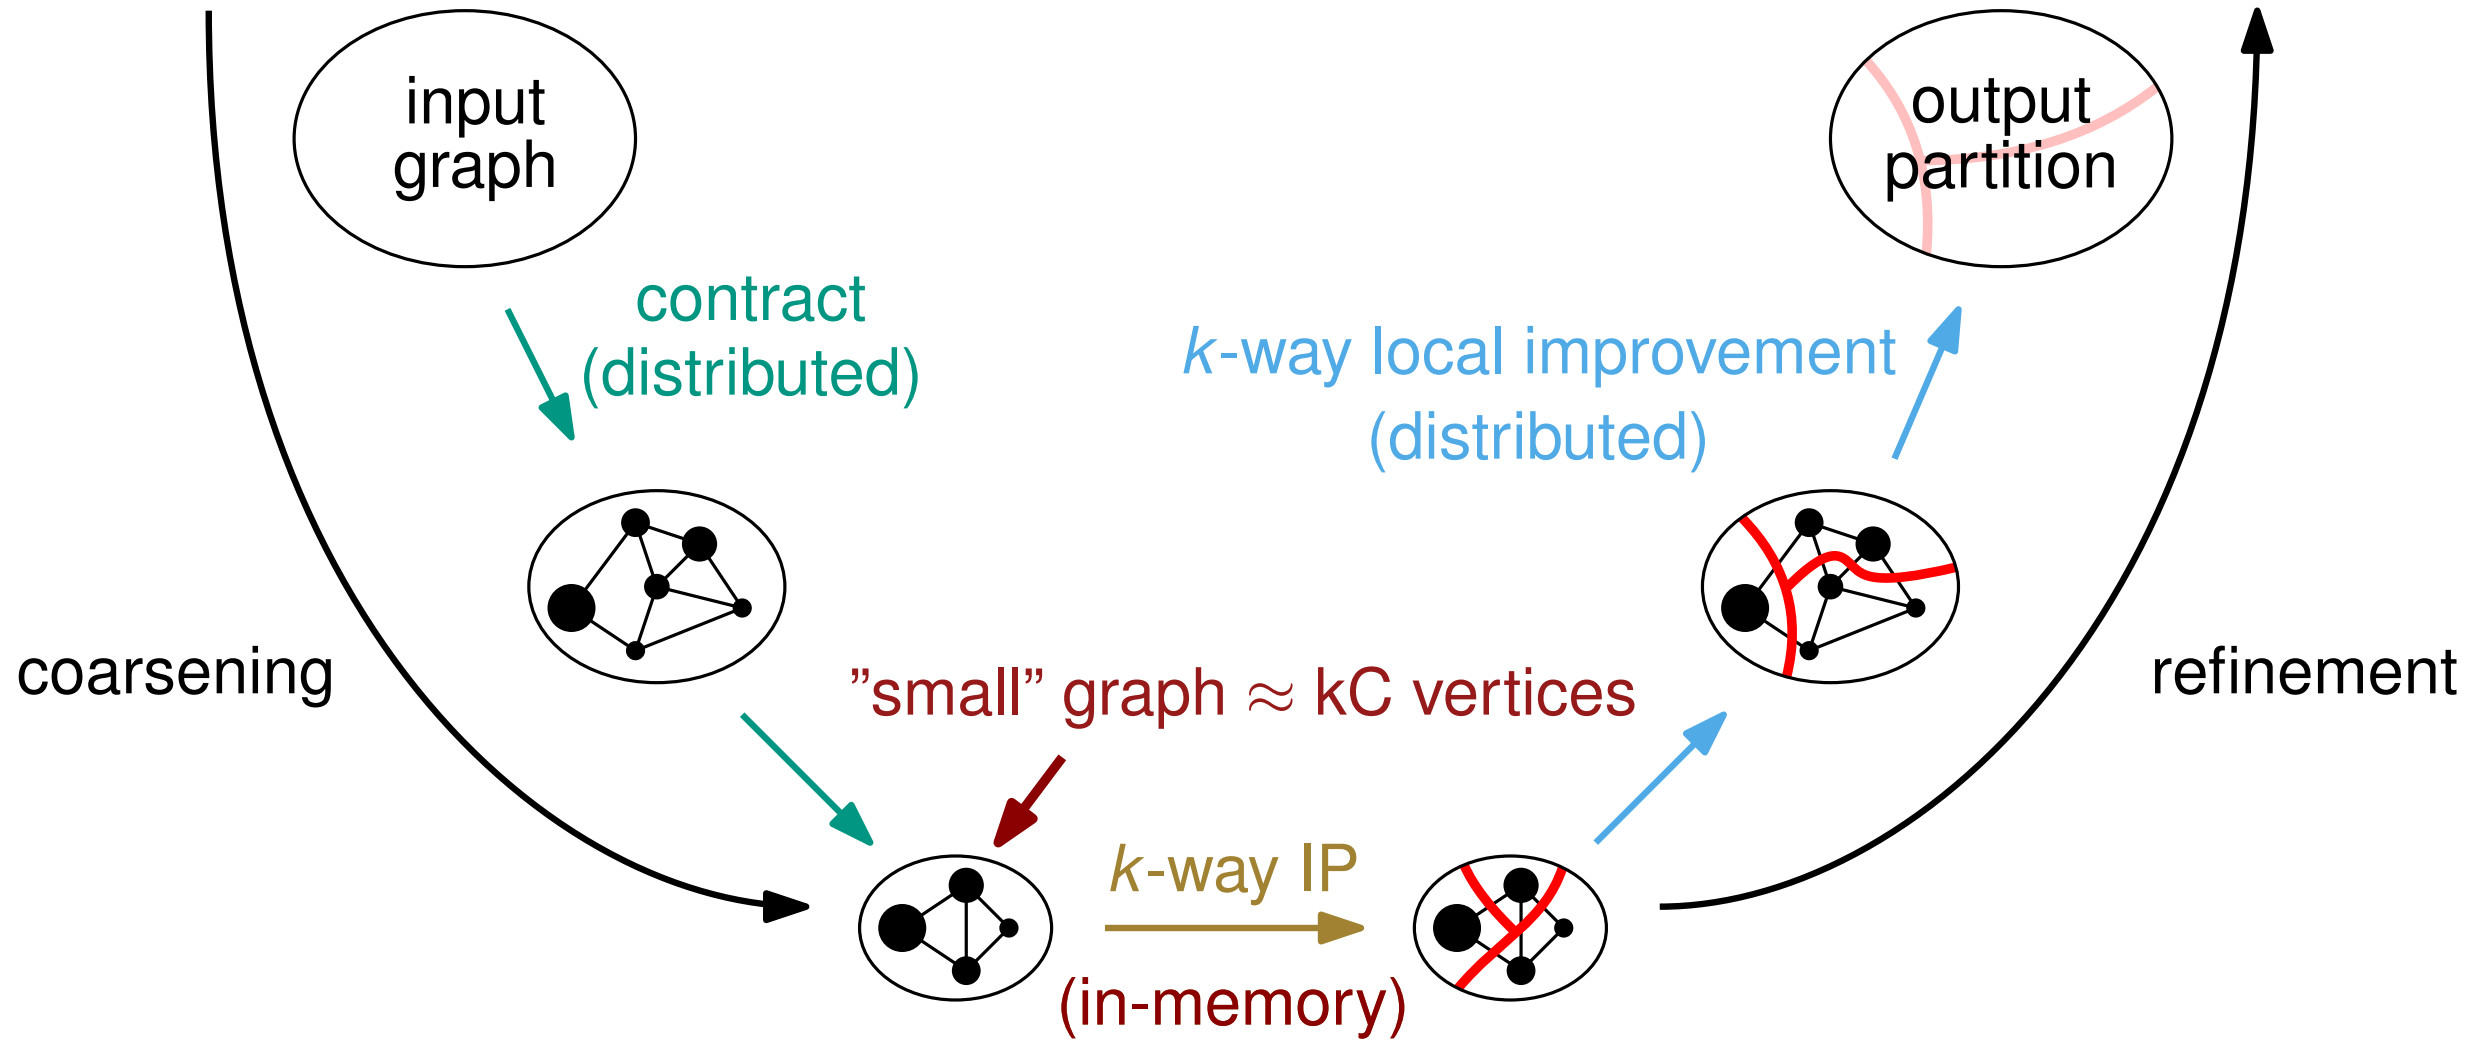 input
graph
output
partition
contract
(distributed)
k-way local improvement
(distributed)
coarsening
”small” graph ≈ kC vertices
refinement
k-way IP
(in-memory)